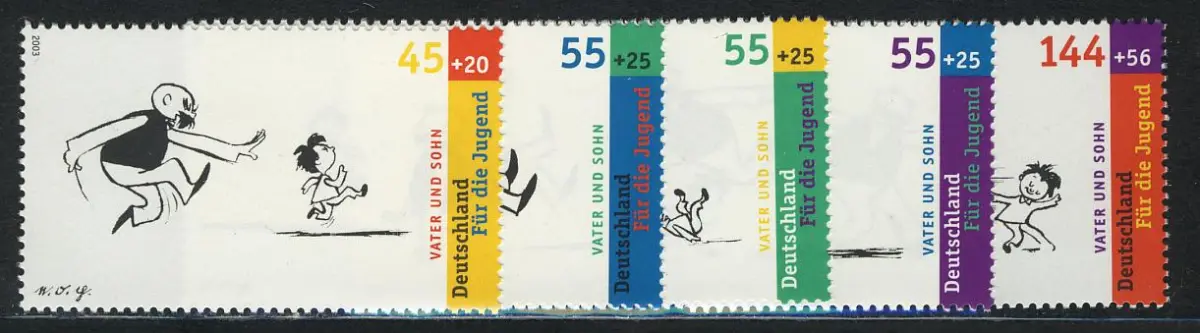 2003
45 +20
VATER UND SOHN
Deutschland
Für die Jugend
55 +25
VATER UND SOHN
Deutschland
Für die Jugend
55 +25
VATER UND SOHN
Deutschland
Für die Jugend
55 +25
VATER UND SOHN
Deutschland
Für die Jugend
144 +56
VATER UND SOHN
Deutschland
Für die Jugend